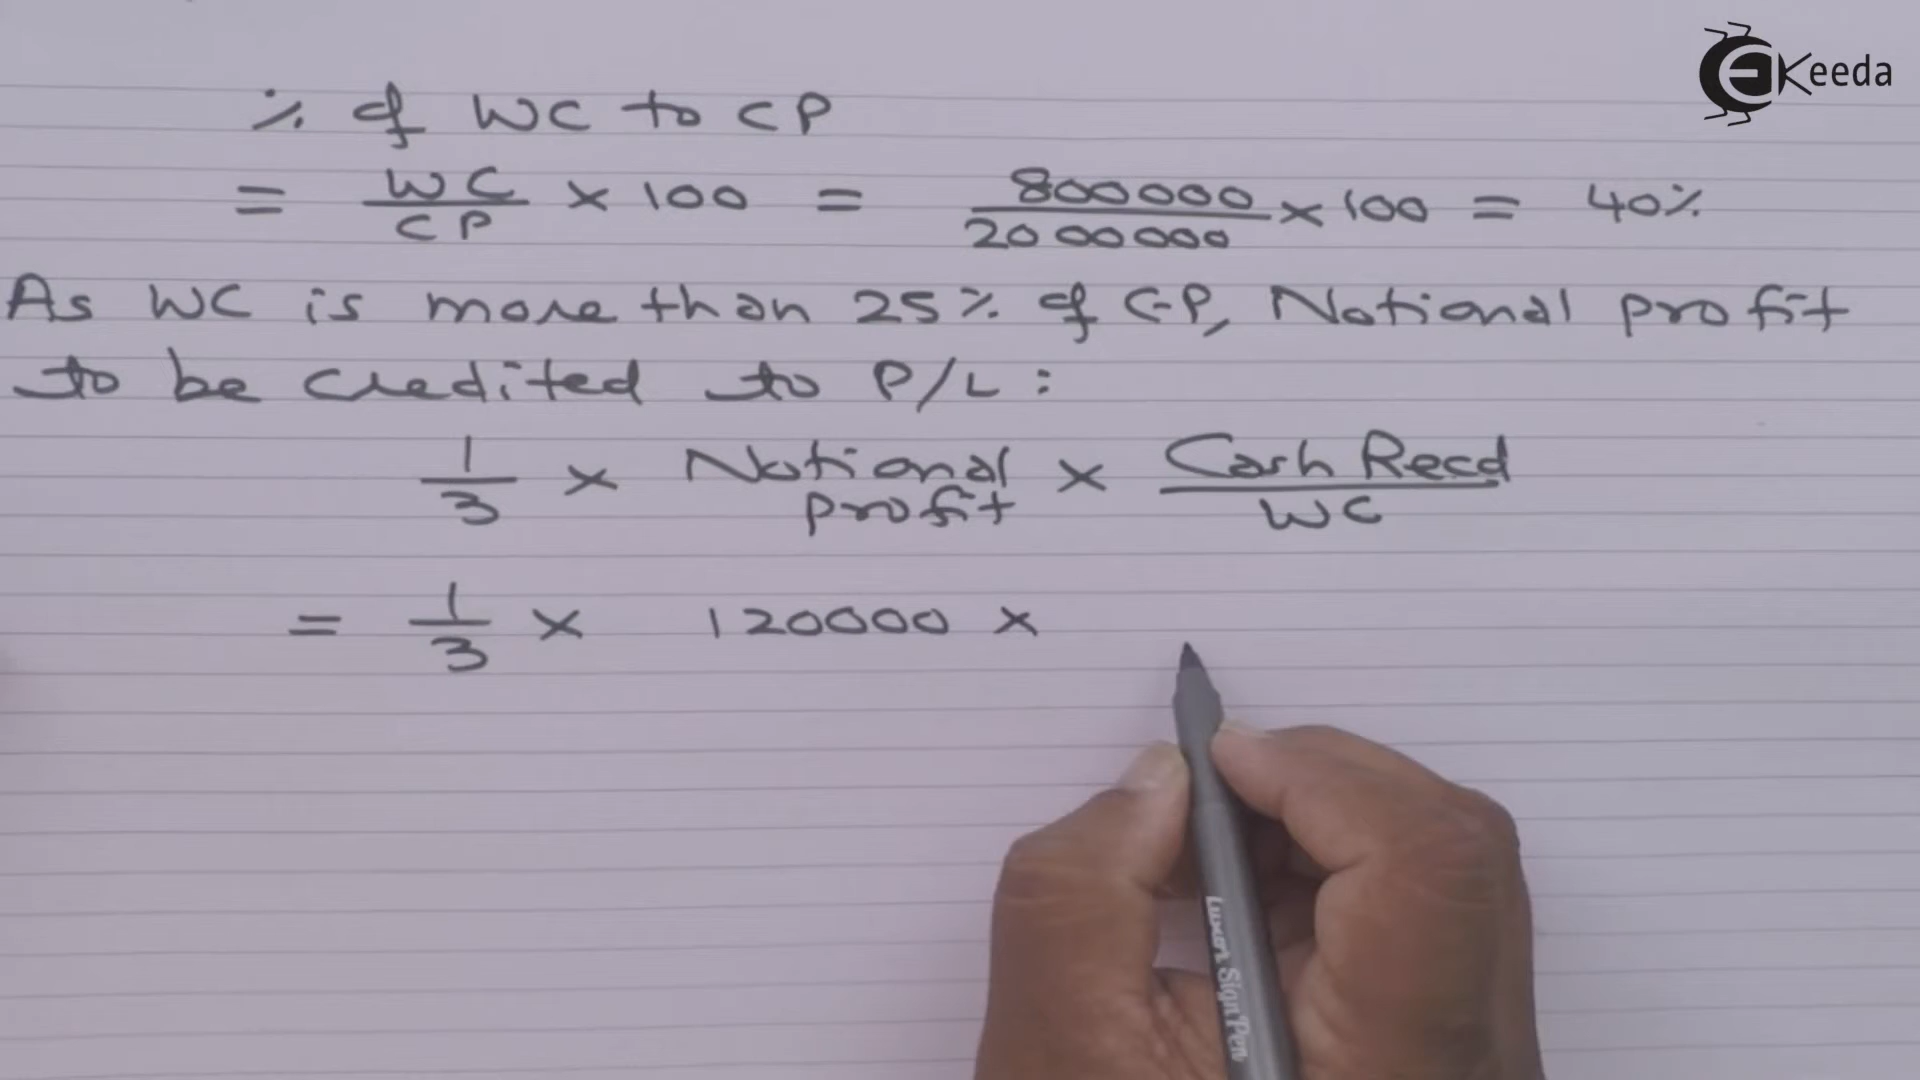 % of WC to CP
= WC/CP × 100 = 800000/2000000 × 100 = 40%
As WC is more than 25% of CP, Notional profit
to be credited to P/L:
1/3 × Notional profit × Cash Recd/WC
= 1/3 × 120000 ×
Keeda
Luxor Sign Pen